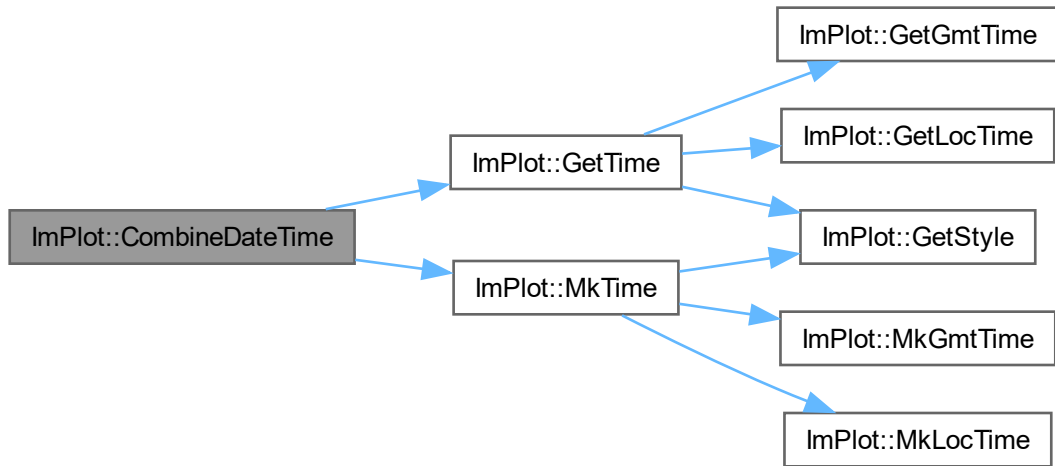 ImPlot::GetGmtTime
ImPlot::GetLocTime
ImPlot::GetTime
ImPlot::CombineDateTime
ImPlot::GetStyle
ImPlot::MkTime
ImPlot::MkGmtTime
ImPlot::MkLocTime